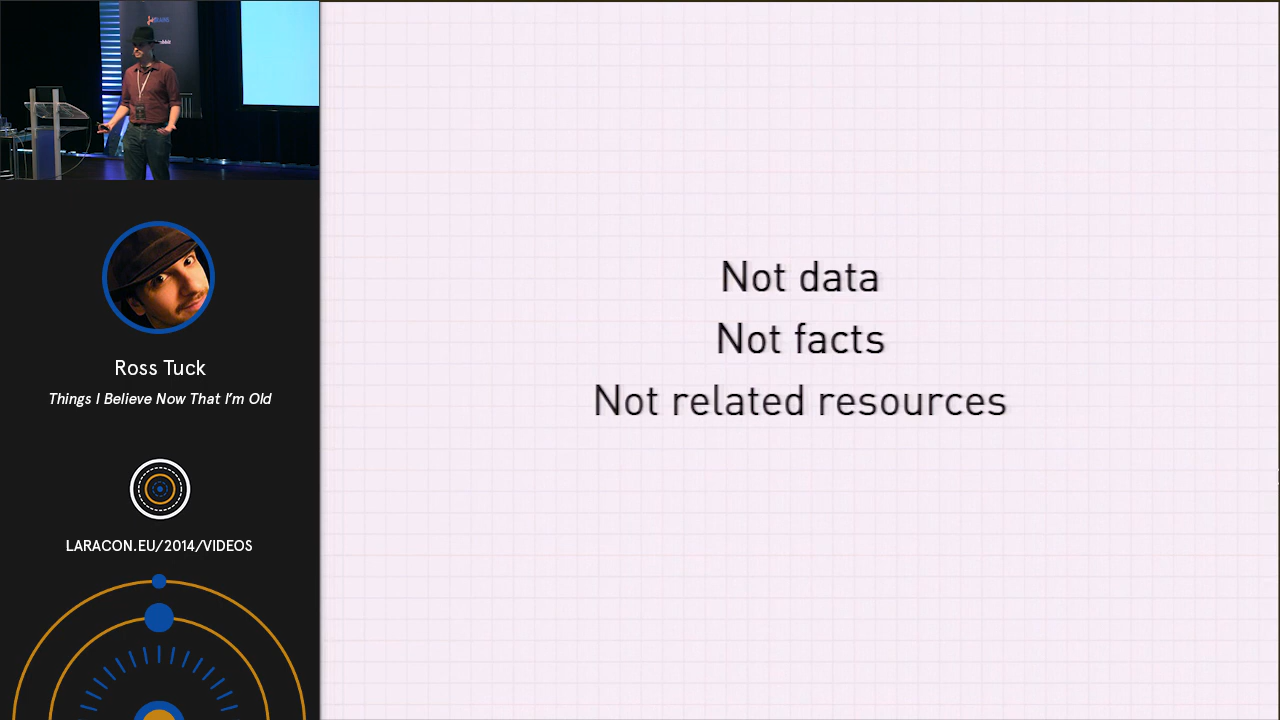 Ross Tuck
Things I Believe Now That I'm Old
LARACON.EU/2014/VIDEOS
Not data
Not facts
Not related resources